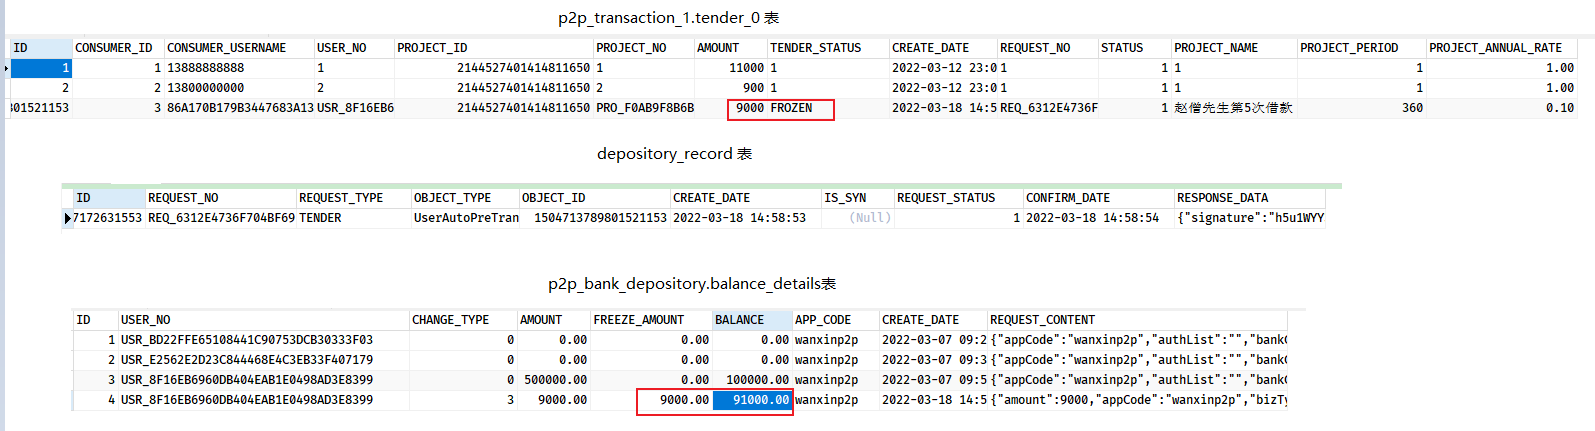 p2p_transaction_1.tender_0 表
ID CONSUMER_ID CONSUMER_USERNAME USER_NO PROJECT_ID PROJECT_NO AMOUNT TENDER_STATUS CREATE_DATE REQUEST_NO STATUS PROJECT_NAME PROJECT_PERIOD PROJECT_ANNUAL_RATE
1 1 13888888888 1 2144527401414811650 1 11000 1 2022-03-12 23:0 1 1 1 1 1.00
2 2 13800000000 2 2144527401414811650 2 900 1 2022-03-12 23:0 1 1 1 1 1.00
301521153 3 86A170B179B3447683A13 USR_8F16EB6 2144527401414811650 PRO_F0AB9F8B6B 9000 FROZEN 2022-03-18 14:5 REQ_6312E4736F 1 赵僧先生第5次借款 360 0.10
depository_record 表
ID REQUEST_NO REQUEST_TYPE OBJECT_TYPE OBJECT_ID CREATE_DATE IS_SYN REQUEST_STATUS CONFIRM_DATE RESPONSE_DATA
7172631553 REQ_6312E4736F704BF69 TENDER UserAutoPreTran 1504713789801521153 2022-03-18 14:58:53 (Null) 1 2022-03-18 14:58:54 {"signature":"h5u1WYY
p2p_bank_depository.balance_details表
ID USER_NO CHANGE_TYPE AMOUNT FREEZE_AMOUNT BALANCE APP_CODE CREATE_DATE REQUEST_CONTENT
1 USR_BD22FFE65108441C90753DCB30333F03 0 0.00 0.00 0.00 wanxinp2p 2022-03-07 09:2 {"appCode":"wanxinp2p","authList":"","bank
2 USR_E2562E2D23C844468E4C3EB33F407179 0 0.00 0.00 0.00 wanxinp2p 2022-03-07 09:3 {"appCode":"wanxinp2p","authList":"","bank
3 USR_8F16EB6960DB404EAB1E0498AD3E8399 0 500000.00 0.00 100000.00 wanxinp2p 2022-03-07 09:5 {"appCode":"wanxinp2p","authList":"","bank
4 USR_8F16EB6960DB404EAB1E0498AD3E8399 3 9000.00 9000.00 91000.00 wanxinp2p 2022-03-18 14:5 {"amount":9000,"appCode":"wanxinp2p","bizTy